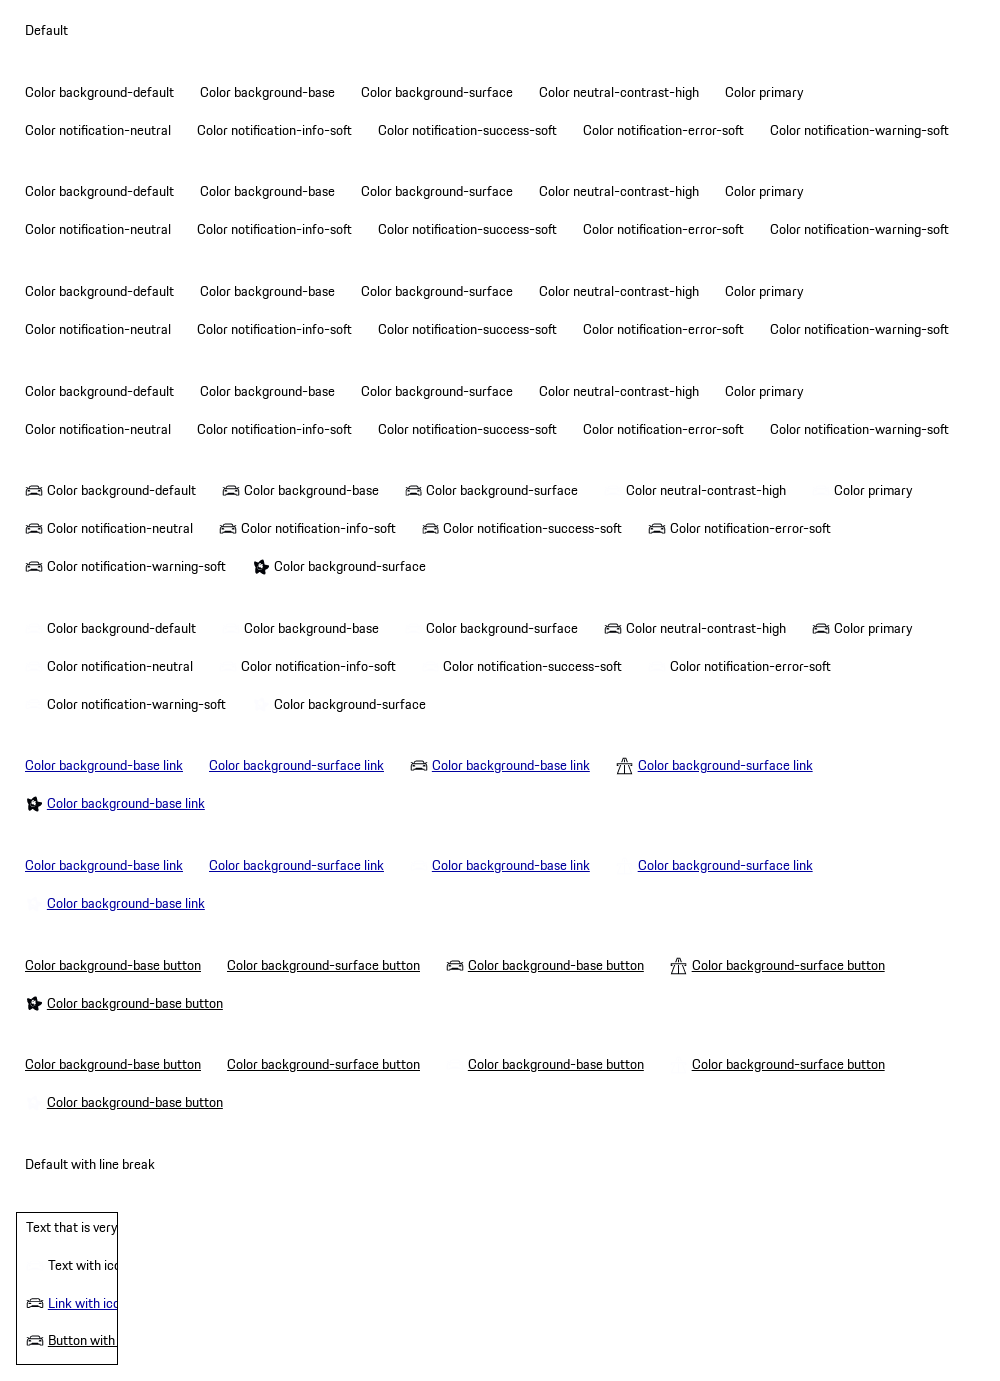 Default
Color background-default Color background-base Color background-surface Color neutral-contrast-high Color primary
Color notification-neutral Color notification-info-soft Color notification-success-soft Color notification-error-soft Color notification-warning-soft
Color background-default Color background-base Color background-surface Color neutral-contrast-high Color primary
Color notification-neutral Color notification-info-soft Color notification-success-soft Color notification-error-soft Color notification-warning-soft
Color background-default Color background-base Color background-surface Color neutral-contrast-high Color primary
Color notification-neutral Color notification-info-soft Color notification-success-soft Color notification-error-soft Color notification-warning-soft
Color background-default Color background-base Color background-surface Color neutral-contrast-high Color primary
Color notification-neutral Color notification-info-soft Color notification-success-soft Color notification-error-soft Color notification-warning-soft
Color background-default Color background-base Color background-surface Color neutral-contrast-high Color primary
Color notification-neutral Color notification-info-soft Color notification-success-soft Color notification-error-soft
Color notification-warning-soft Color background-surface
Color background-default Color background-base Color background-surface Color neutral-contrast-high Color primary
Color notification-neutral Color notification-info-soft Color notification-success-soft Color notification-error-soft
Color notification-warning-soft Color background-surface
Color background-base link Color background-surface link Color background-base link Color background-surface link
Color background-base link
Color background-base link Color background-surface link Color background-base link Color background-surface link
Color background-base link
Color background-base button Color background-surface button Color background-base button Color background-surface button
Color background-base button
Color background-base button Color background-surface button Color background-base button Color background-surface button
Color background-base button
Default with line break
Text that is very
Text with ico
Link with ico
Button with